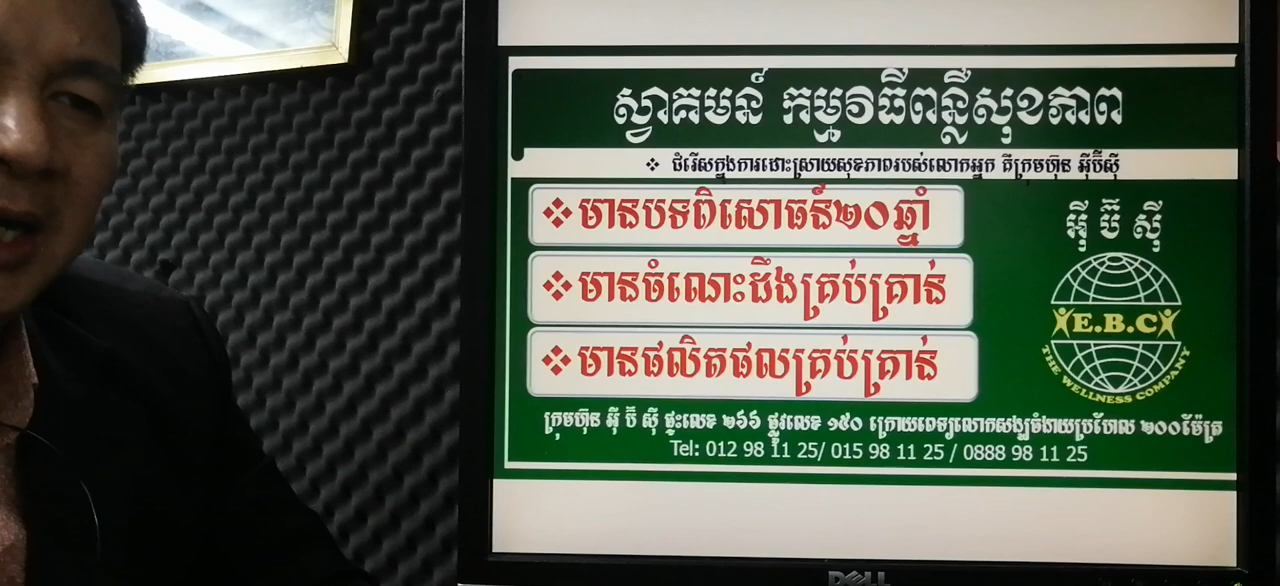 ស្វាគមន៍ កម្មវិធីពន្លឺសុខភាព
❖ ជំរើសក្នុងការដោះស្រាយសុខភាពរបស់លោកអ្នក គឺក្រុមហ៊ុន អ៊ីប៊ីស៊ី
❖មានបទពិសោធន៍២០ឆ្នាំ
❖មានចំណេះដឹងគ្រប់គ្រាន់
❖មានផលិតផលគ្រប់គ្រាន់
អ៊ី ប៊ី ស៊ី
E.B.C
THE WELLNESS COMPANY
ក្រុមហ៊ុន អ៊ី ប៊ី ស៊ី ផ្ទះលេខ ២៦៦ ផ្លូវលេខ ១៥០ ក្រោយពេទ្យលោកសង្ឃចំងាយប្រហែល ២០០ម៉ែត្រ
Tel: 012 98 11 25/ 015 98 11 25 / 0888 98 11 25
DELL